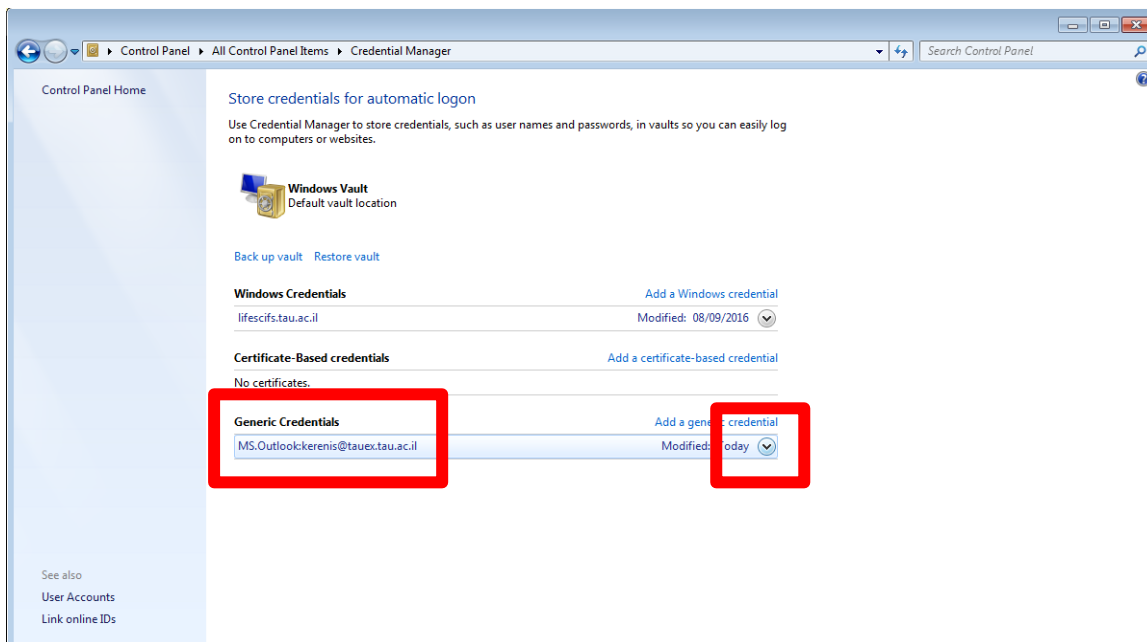 Control Panel ▸ All Control Panel Items ▸ Credential Manager
Search Control Panel
Control Panel Home
Store credentials for automatic logon
Use Credential Manager to store credentials, such as user names and passwords, in vaults so you can easily log
on to computers or websites.
Windows Vault
Default vault location
Back up vault Restore vault
Windows Credentials Add a Windows credential
lifescifs.tau.ac.il Modified: 08/09/2016
Certificate-Based credentials Add a certificate-based credential
No certificates.
Generic Credentials Add a generic credential
MS.Outlook:kerenis@tauex.tau.ac.il Modified: Today
See also
User Accounts
Link online IDs